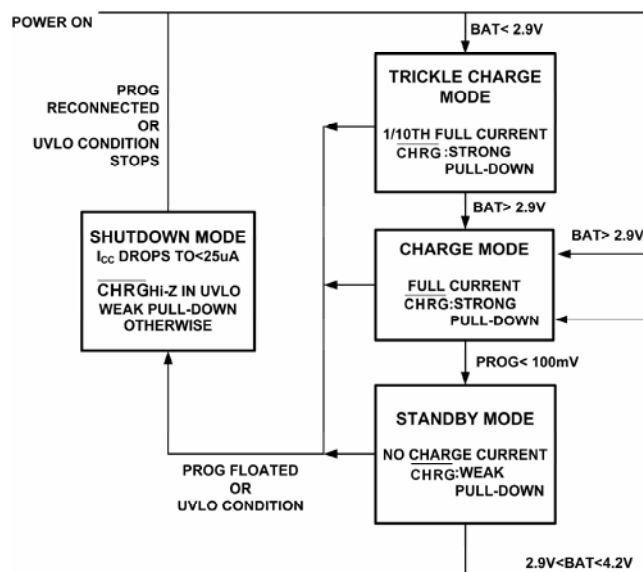 POWER ON
BAT< 2.9V
TRICKLE CHARGE
MODE
1/10TH FULL CURRENT
CHRG :STRONG
PULL-DOWN
PROG
RECONNECTED
OR
UVLO CONDITION
STOPS
BAT> 2.9V
SHUTDOWN MODE
ICC DROPS TO<25uA
CHRGHi-Z IN UVLO
WEAK PULL-DOWN
OTHERWISE
CHARGE MODE
FULL CURRENT
CHRG:STRONG
PULL-DOWN
BAT> 2.9V
PROG< 100mV
STANDBY MODE
NO CHARGE CURRENT
CHRG:WEAK
PULL-DOWN
PROG FLOATED
OR
UVLO CONDITION
2.9V<BAT<4.2V